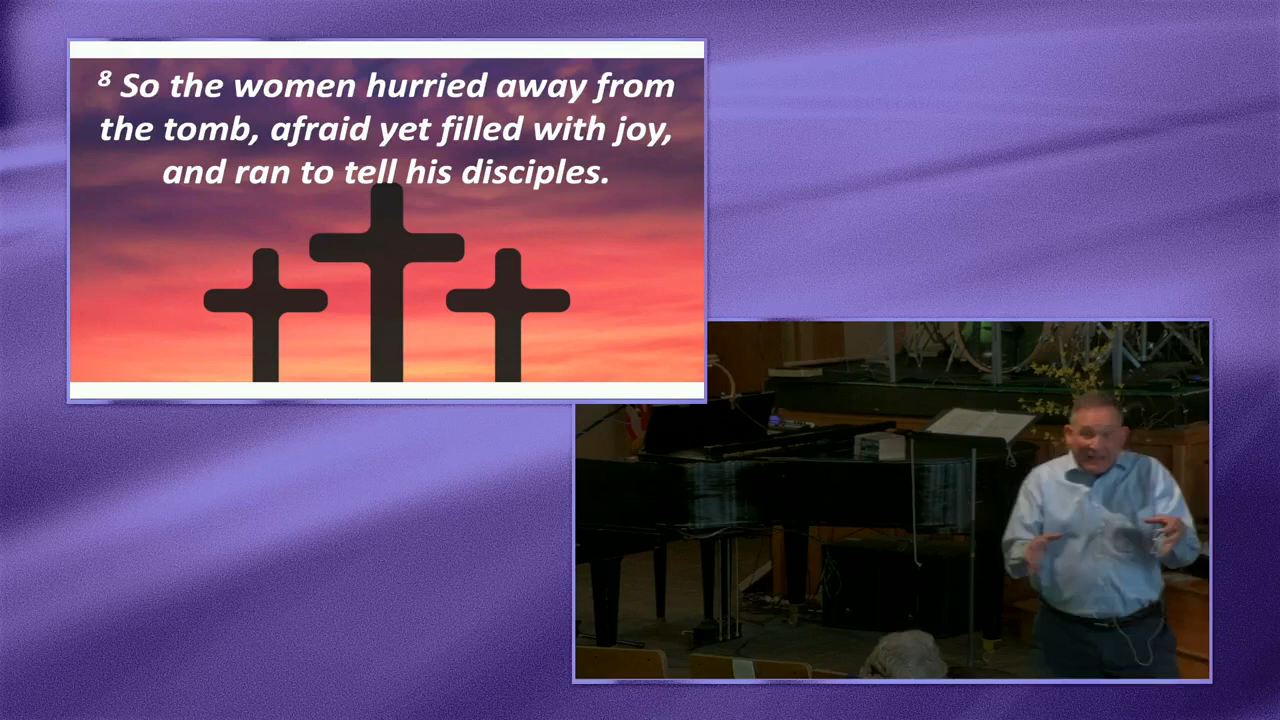 ⁸ So the women hurried away from
the tomb, afraid yet filled with joy,
and ran to tell his disciples.